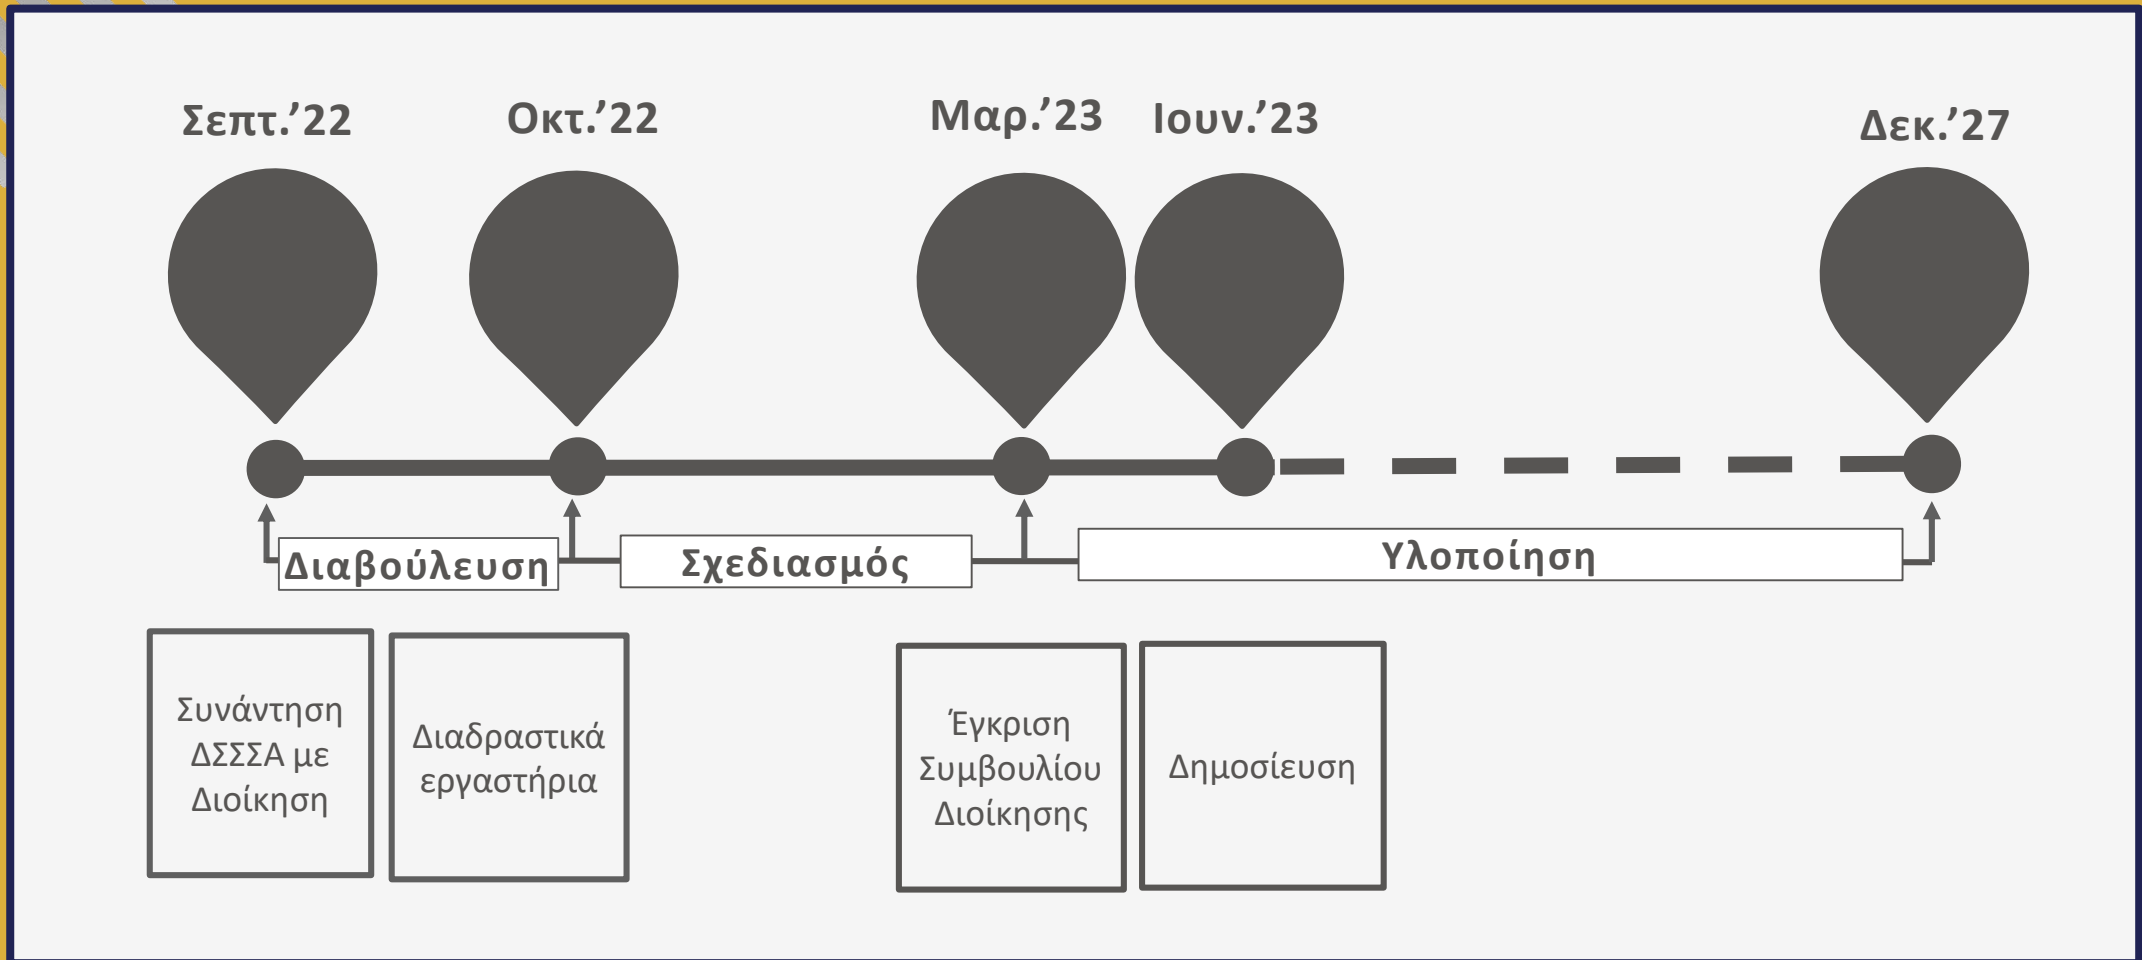 Σεπτ.’22
Οκτ.’22
Μαρ.’23
Ιουν.’23
Δεκ.’27
Διαβούλευση
Σχεδιασμός
Υλοποίηση
Συνάντηση
ΔΣΣΣΑ με
Διοίκηση
Διαδραστικά
εργαστήρια
Έγκριση
Συμβουλίου
Διοίκησης
Δημοσίευση